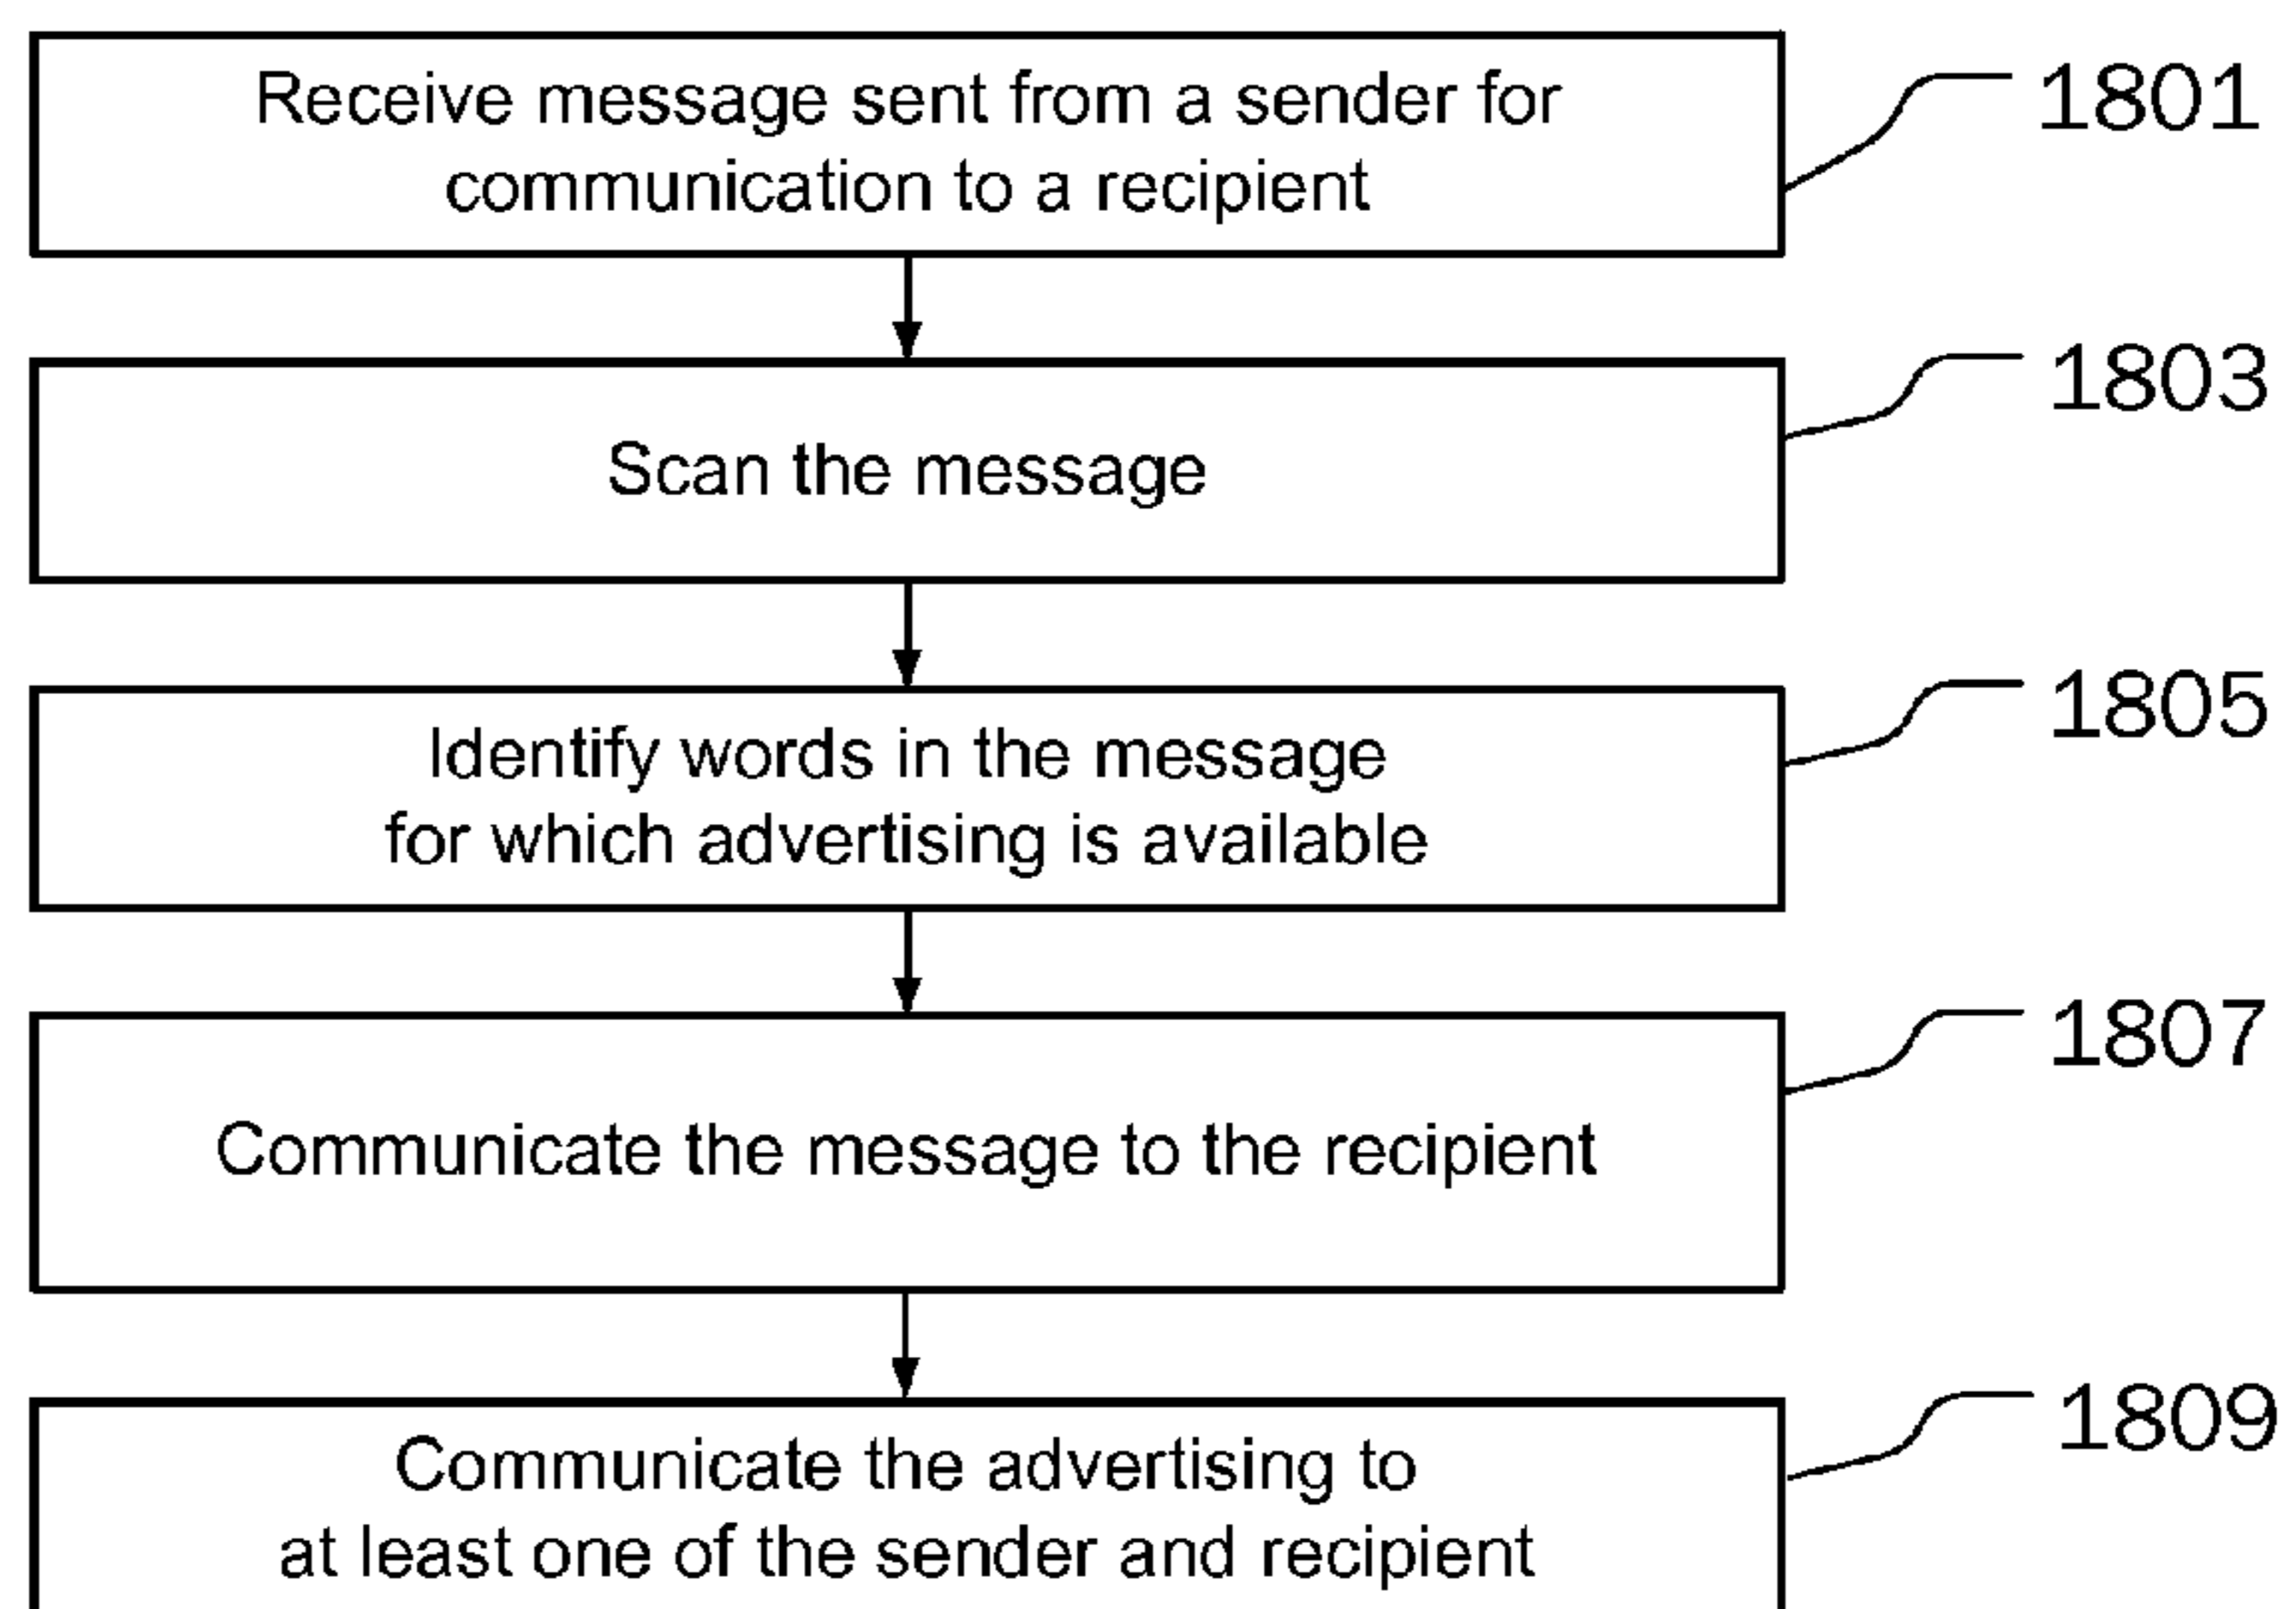 Receive message sent from a sender for
communication to a recipient
1801
Scan the message
1803
Identify words in the message
for which advertising is available
1805
Communicate the message to the recipient
1807
Communicate the advertising to
at least one of the sender and recipient
1809